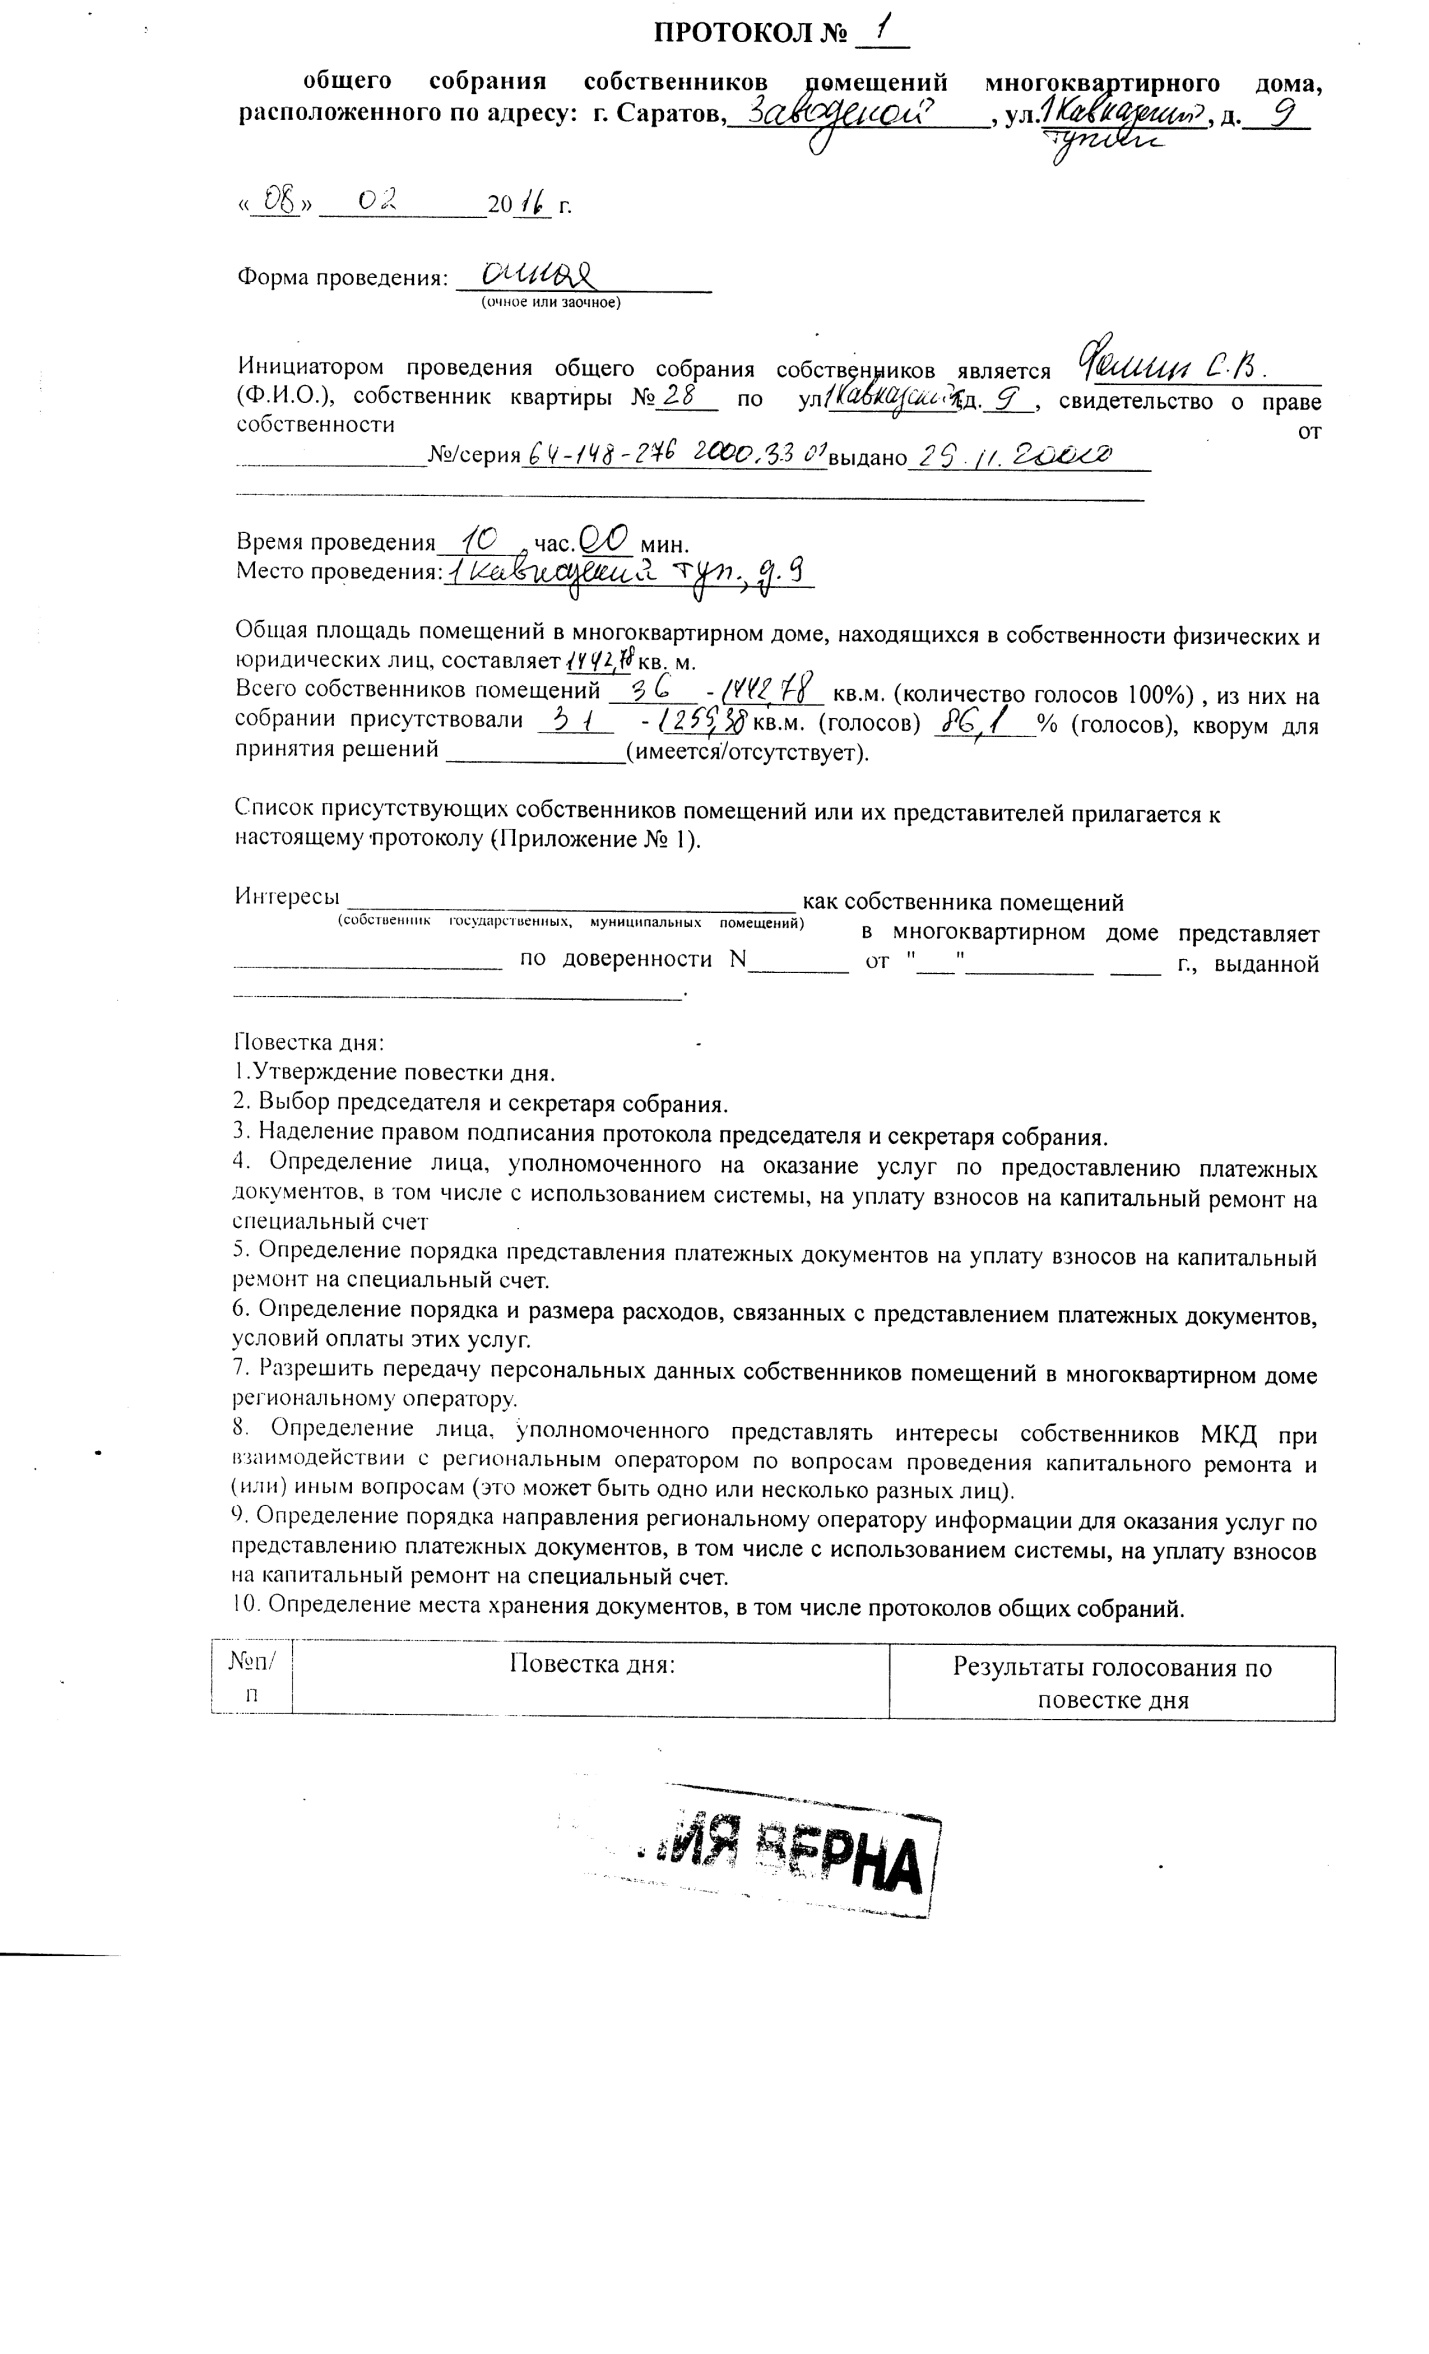 ПРОТОКОЛ № 1
общего собрания собственников помещений многоквартирного дома,
расположенного по адресу: г. Саратов, Заводской, ул. 1 Кавказский, д. 9
тупик
« 08 » 02 2016 г.
Форма проведения: очная
(очное или заочное)
Инициатором проведения общего собрания собственников является Фомин С.В.
(Ф.И.О.), собственник квартиры № 28 по ул 1 Кавказский д. 9, свидетельство о праве
собственности от
№/серия 64-148-276 2000.33 01 выдано 29.11.2000
Время проведения 10 час. 00 мин.
Место проведения: 1 Кавказский туп., д. 9
Общая площадь помещений в многоквартирном доме, находящихся в собственности физических и
юридических лиц, составляет 1442,78 кв. м.
Всего собственников помещений 36 - 1442,78 кв.м. (количество голосов 100%) , из них на
собрании присутствовали 31 - 1259,38 кв.м. (голосов) 86,1 % (голосов), кворум для
принятия решений ______________(имеется/отсутствует).
Список присутствующих собственников помещений или их представителей прилагается к
настоящему протоколу (Приложение № 1).
Интересы ______________ как собственника помещений
(собственник государственных, муниципальных помещений) в многоквартирном доме представляет
______________ по доверенности N________ от "___"__________ ____ г., выданной
______________.
Повестка дня:
1.Утверждение повестки дня.
2. Выбор председателя и секретаря собрания.
3. Наделение правом подписания протокола председателя и секретаря собрания.
4. Определение лица, уполномоченного на оказание услуг по предоставлению платежных
документов, в том числе с использованием системы, на уплату взносов на капитальный ремонт на
специальный счет
5. Определение порядка представления платежных документов на уплату взносов на капитальный
ремонт на специальный счет.
6. Определение порядка и размера расходов, связанных с представлением платежных документов,
условий оплаты этих услуг.
7. Разрешить передачу персональных данных собственников помещений в многоквартирном доме
региональному оператору.
8. Определение лица, уполномоченного представлять интересы собственников МКД при
взаимодействии с региональным оператором по вопросам проведения капитального ремонта и
(или) иным вопросам (это может быть одно или несколько разных лиц).
9. Определение порядка направления региональному оператору информации для оказания услуг по
представлению платежных документов, в том числе с использованием системы, на уплату взносов
на капитальный ремонт на специальный счет.
10. Определение места хранения документов, в том числе протоколов общих собраний.
№п/ Повестка дня: Результаты голосования по
п повестке дня
ВЕРНА